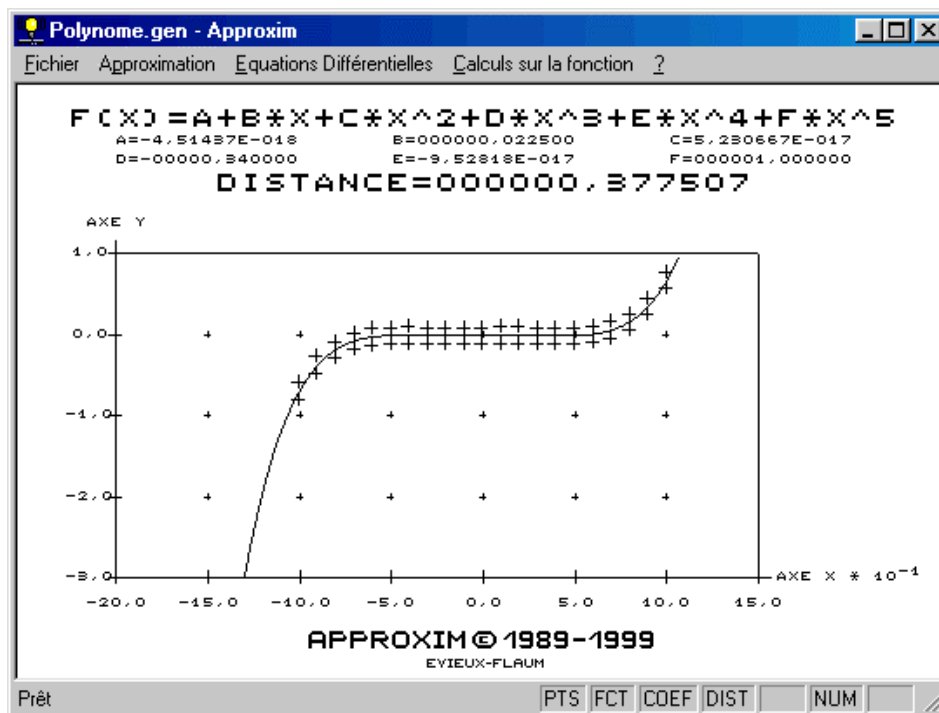 Polynome.gen - Approxim
Fichier Approximation Equations Différentielles Calculs sur la fonction ?
F(X)=A+B*X+C*X^2+D*X^3+E*X^4+F*X^5
A=-4,51437E-018 B=000000,022500 C=5,230667E-017
D=-00000,340000 E=-9,52818E-017 F=000001,000000
DISTANCE=000000,377507
AXE Y
1,0
0,0
-1,0
-2,0
-3,0
AXE X * 10^-1
-20,0 -15,0 -10,0 -5,0 0,0 5,0 10,0 15,0
APPROXIM © 1989-1999
EVIEUX-FLAUM
Prêt PTS FCT COEF DIST NUM